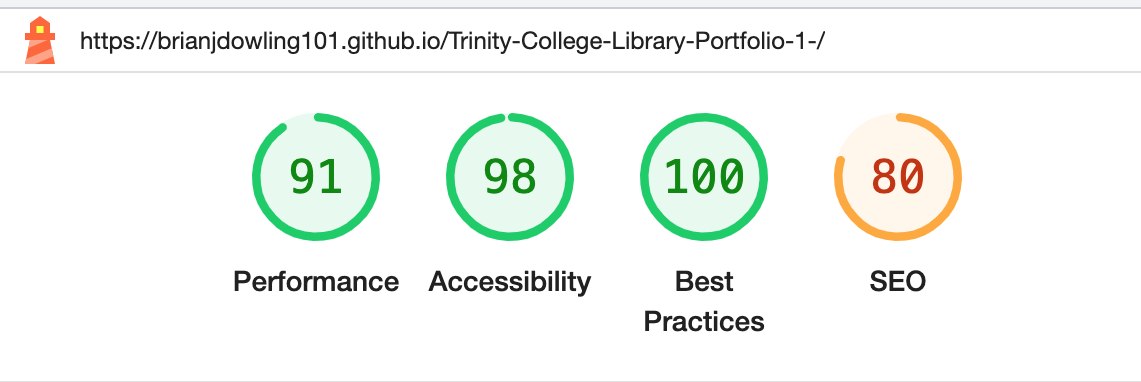 https://brianjdowling101.github.io/Trinity-College-Library-Portfolio-1-/
91
98
100
80
Performance
Accessibility
Best
Practices
SEO